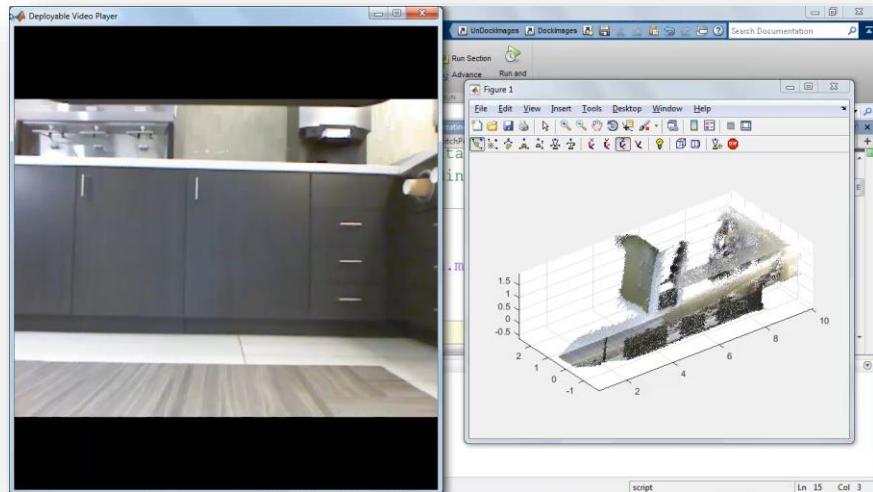 Deployable Video Player
UnDockImages
DockImages
Search Documentation
Run Section
Advance
Run and
Figure 1
File Edit View Insert Tools Desktop Window Help
1.5
1
0.5
0
-0.5
2
1
0
-1
2
4
6
8
10
script
Ln 15 Col 3